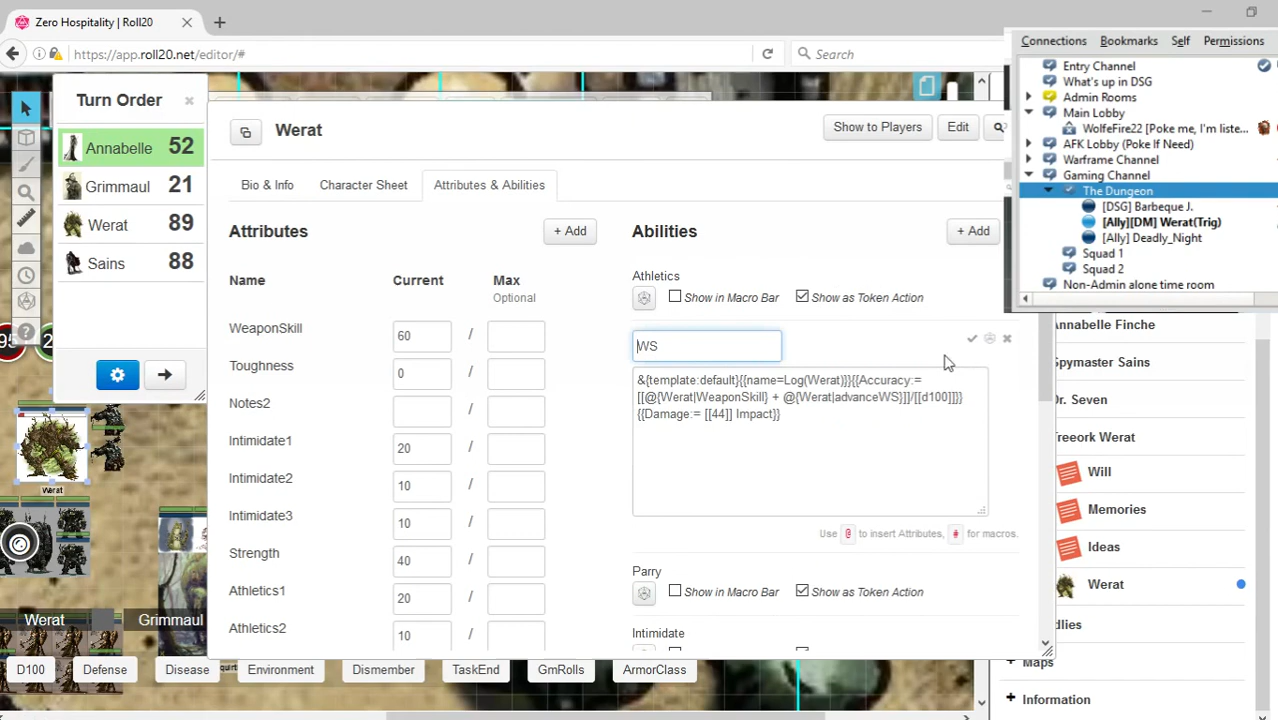 Zero Hospitality | Roll20
https://app.roll20.net/editor/#
Search
Connections Bookmarks Self Permissions
Entry Channel
What's up in DSG
Admin Rooms
Main Lobby
WolfeFire22 [Poke me, I'm liste...
AFK Lobby (Poke If Need)
Warframe Channel
Gaming Channel
The Dungeon
[DSG] Barbeque J.
[Ally][DM] Werat(Trig)
[Ally] Deadly_Night
Squad 1
Squad 2
Non-Admin alone time room
Turn Order
Annabelle 52
Grimmaul 21
Werat 89
Sains 88
Werat
Show to Players Edit
Bio & Info Character Sheet Attributes & Abilities
Attributes + Add
Name Current Max
Optional
WeaponSkill 60 /
Toughness 0 /
Notes2 /
Intimidate1 20 /
Intimidate2 10 /
Intimidate3 10 /
Strength 40 /
Athletics1 20 /
Athletics2 10 /
Abilities + Add
Athletics
Show in Macro Bar Show as Token Action
WS
&{template:default}{{name=Log(Werat)}}{{Accuracy:=
[[@{Werat|WeaponSkill} + @{Werat|advanceWS}]]/[[d100]]}}
{{Damage:= [[44]] Impact}}
Use @ to insert Attributes, # for macros.
Parry
Show in Macro Bar Show as Token Action
Intimidate
Annabelle Finche
Spymaster Sains
Dr. Seven
Treeork Werat
Will
Memories
Ideas
Werat
Maps
Information
95
Werat
Werat Grimmaul
D100 Defense Disease Environment Dismember TaskEnd GmRolls ArmorClass